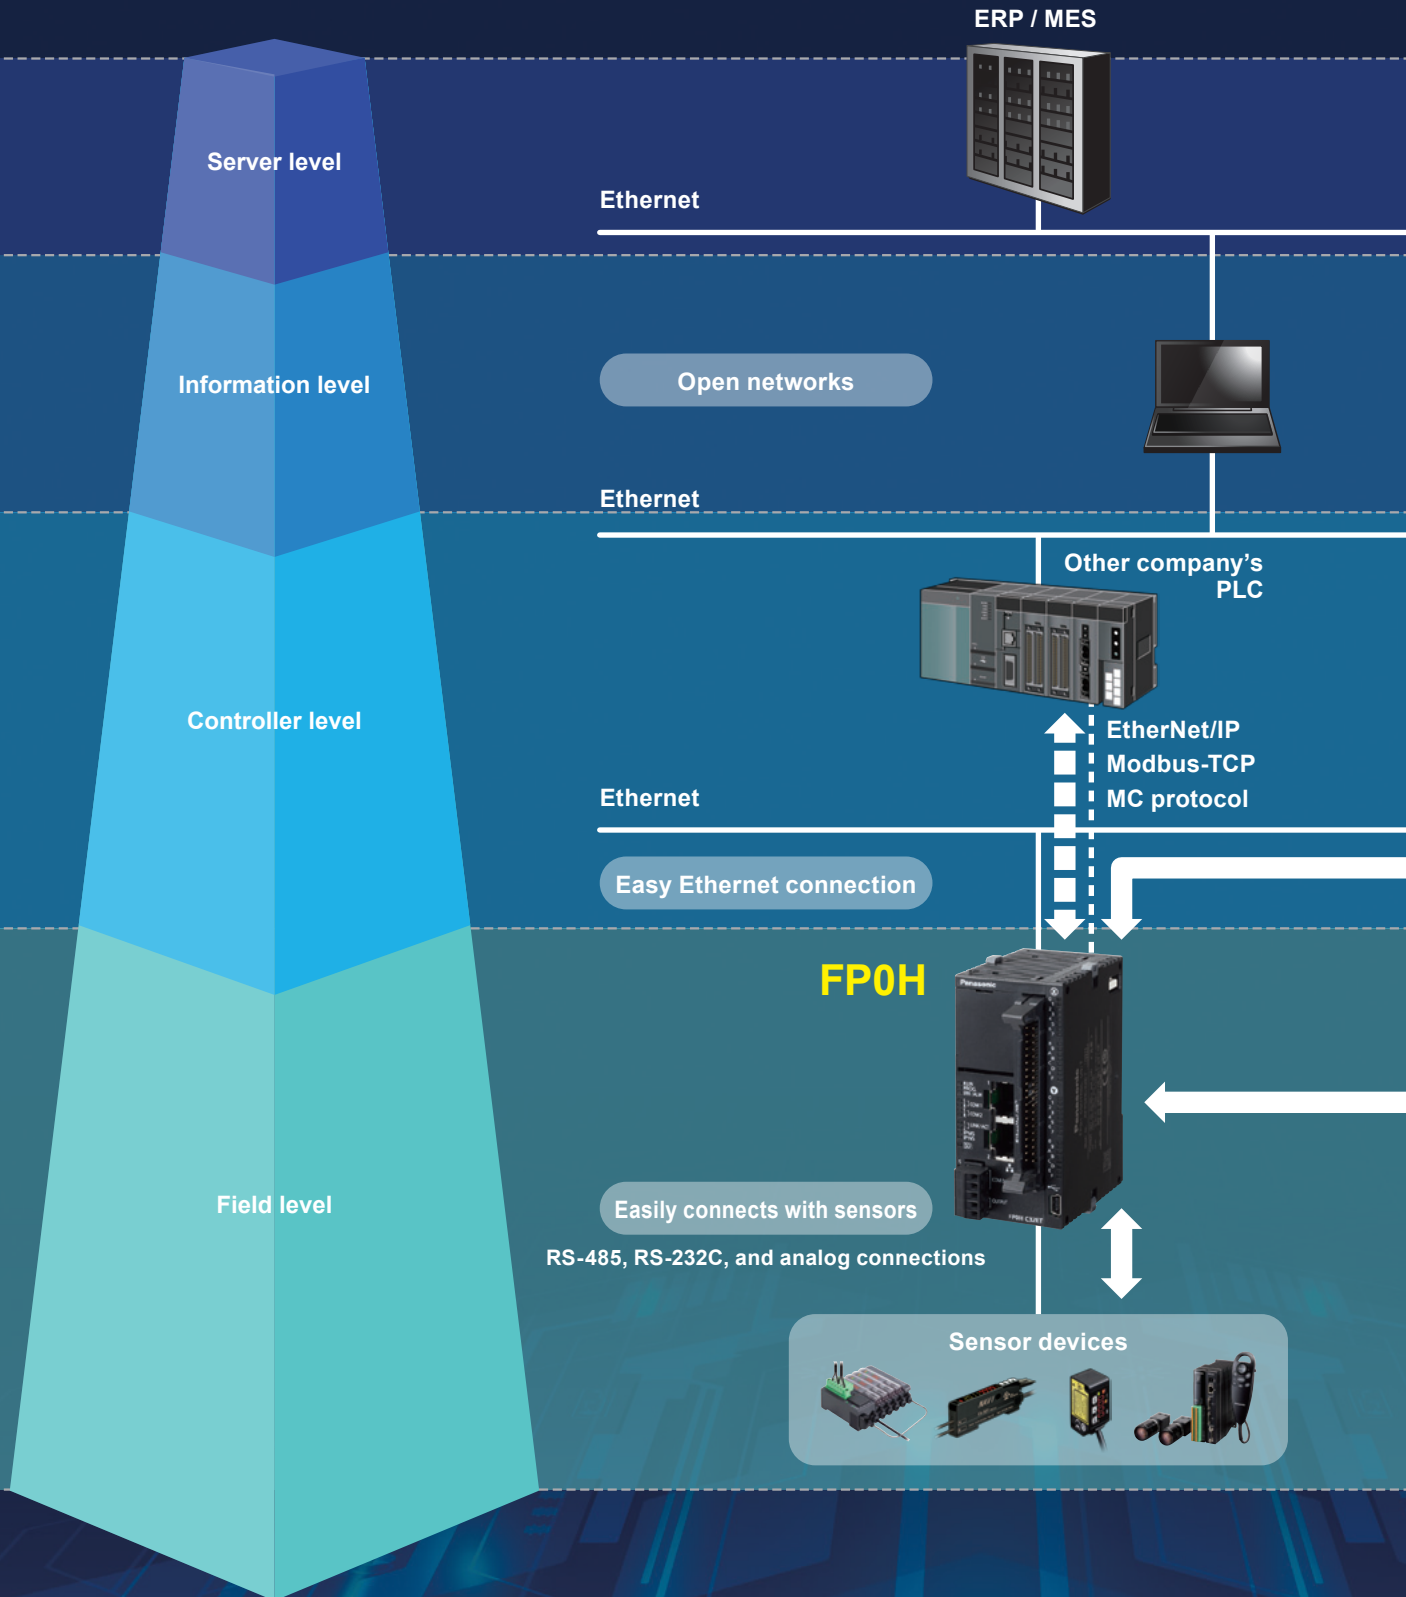 ERP / MES
Server level
Ethernet
Information level
Open networks
Ethernet
Other company’s
PLC
Controller level
EtherNet/IP
Modbus-TCP
MC protocol
Ethernet
Easy Ethernet connection
FP0H
Panasonic
Panasonic
Field level
Easily connects with sensors
RS-485, RS-232C, and analog connections
Sensor devices